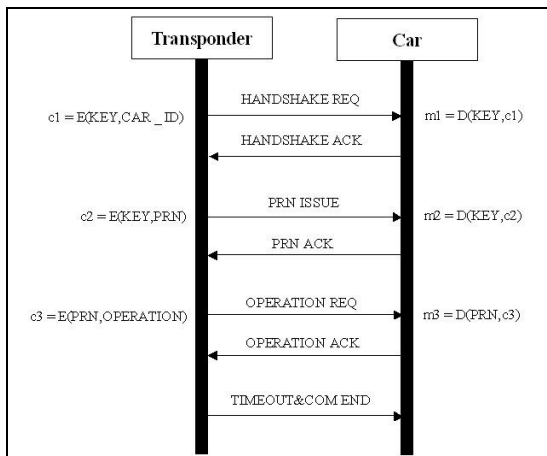 Transponder
Car
HANDSHAKE REQ
c1 = E(KEY,CAR _ ID)
m1 = D(KEY,c1)
HANDSHAKE ACK
PRN ISSUE
c2 = E(KEY,PRN)
m2 = D(KEY,c2)
PRN ACK
OPERATION REQ
c3 = E(PRN,OPERATION)
m3 = D(PRN,c3)
OPERATION ACK
TIMEOUT&COM END